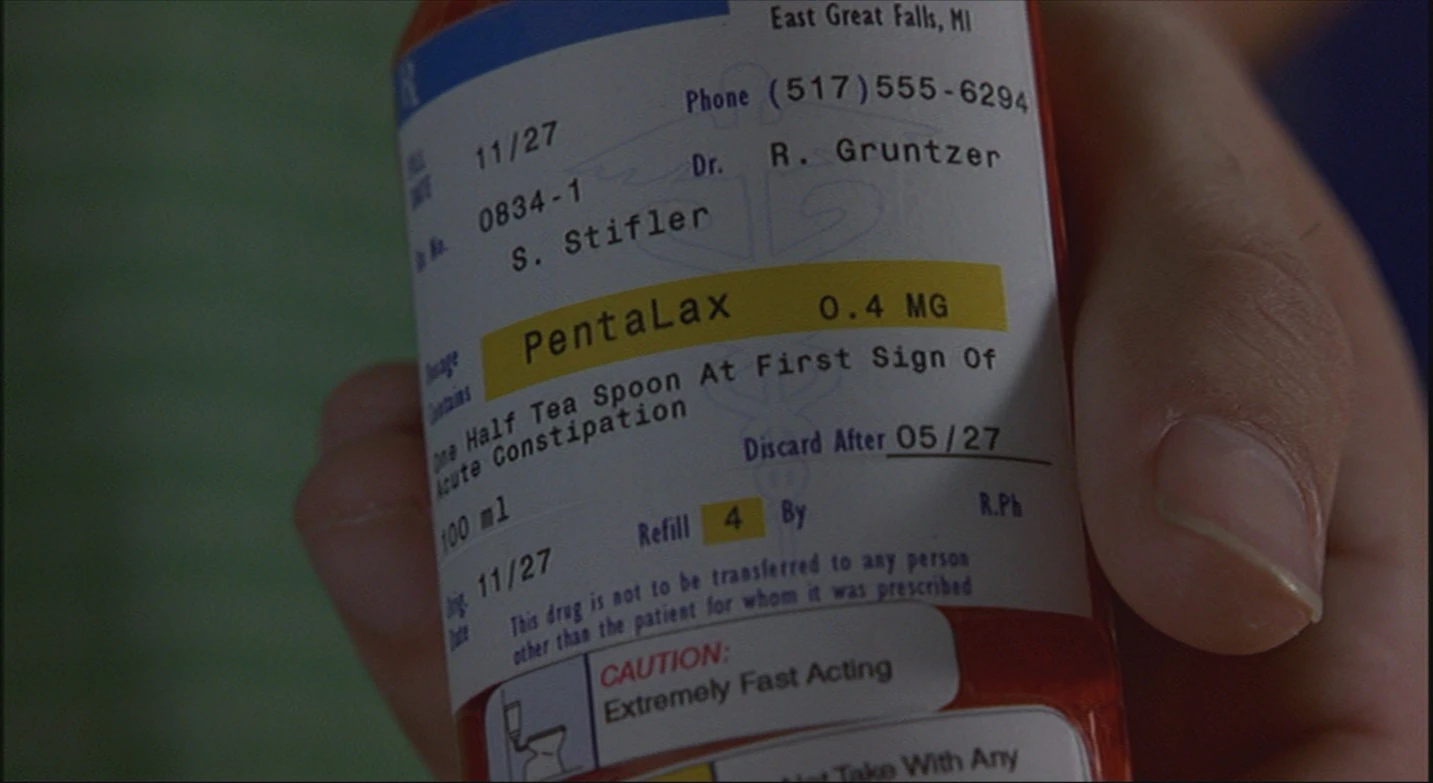 East Great Falls, MI
Phone (517)555-6294
11/27
Dr. R. Gruntzer
0834-1
S. Stifler
PentaLax 0.4 MG
One Half Tea Spoon At First Sign Of
Acute Constipation
Discard After 05/27
100 ml
Refill 4 By R.Ph
Orig. Date 11/27
This drug is not to be transferred to any person
other than the patient for whom it was prescribed
CAUTION:
Extremely Fast Acting
Take With Any